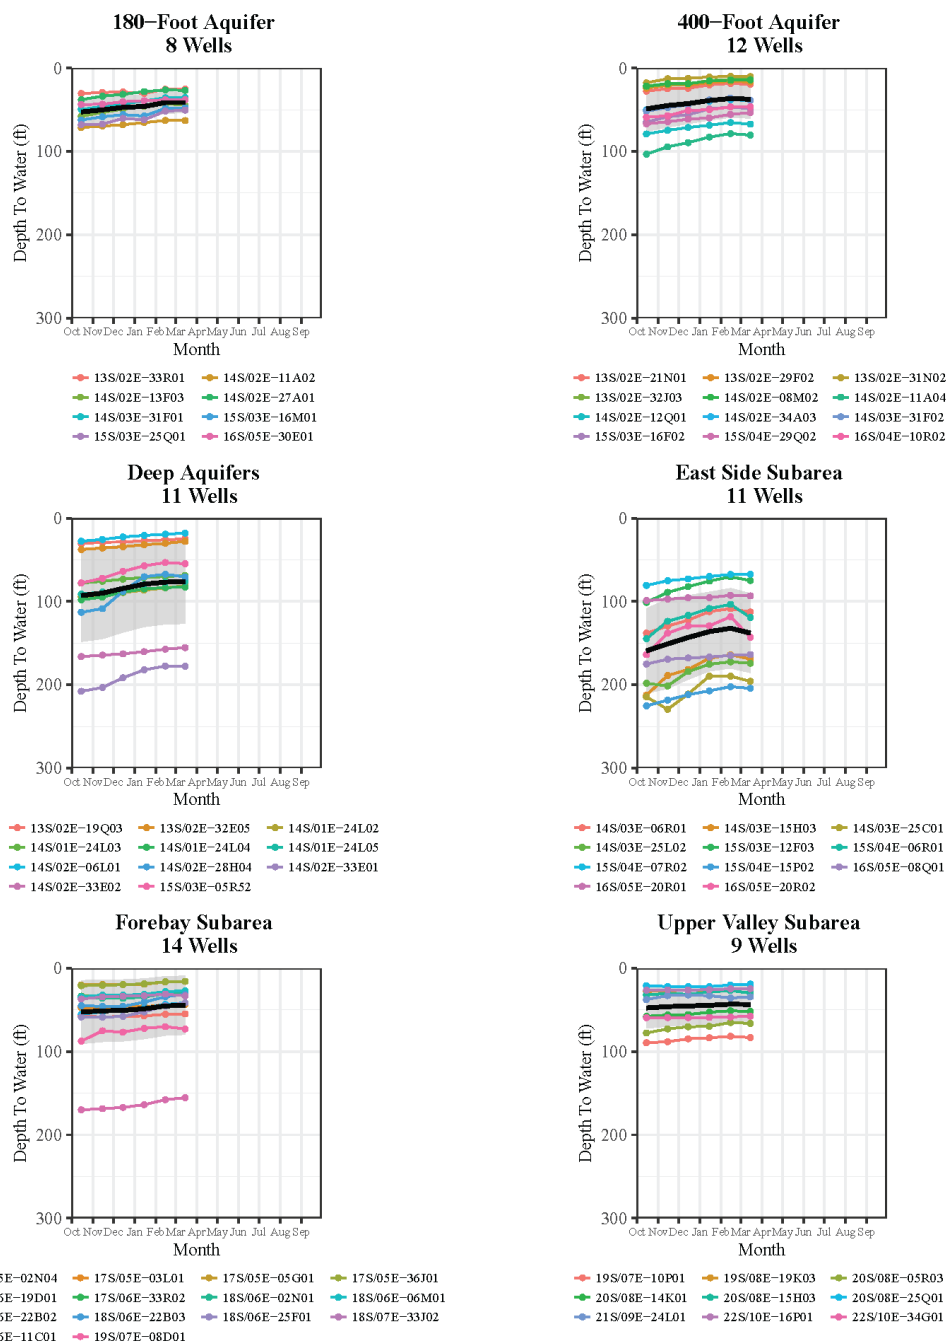 180−Foot Aquifer
8 Wells
0
100
200
300
Depth To Water (ft)
Oct Nov Dec Jan Feb Mar Apr May Jun Jul Aug Sep
Month
13S/02E−33R01 14S/02E−11A02
14S/02E−13F03 14S/02E−27A01
14S/03E−31F01 15S/03E−16M01
15S/03E−25Q01 16S/05E−30E01
400−Foot Aquifer
12 Wells
0
100
200
300
Depth To Water (ft)
Oct Nov Dec Jan Feb Mar Apr May Jun Jul Aug Sep
Month
13S/02E−21N01 13S/02E−29F02 13S/02E−31N02
13S/02E−32J03 14S/02E−08M02 14S/02E−11A04
14S/02E−12Q01 14S/02E−34A03 14S/03E−31F02
15S/03E−16F02 15S/04E−29Q02 16S/04E−10R02
Deep Aquifers
11 Wells
0
100
200
300
Depth To Water (ft)
Oct Nov Dec Jan Feb Mar Apr May Jun Jul Aug Sep
Month
13S/02E−19Q03 13S/02E−32E05 14S/01E−24L02
14S/01E−24L03 14S/01E−24L04 14S/01E−24L05
14S/02E−06L01 14S/02E−28H04 14S/02E−33E01
14S/02E−33E02 15S/03E−05R52
East Side Subarea
11 Wells
0
100
200
300
Depth To Water (ft)
Oct Nov Dec Jan Feb Mar Apr May Jun Jul Aug Sep
Month
14S/03E−06R01 14S/03E−15H03 14S/03E−25C01
14S/03E−25L02 15S/03E−12F03 15S/04E−06R01
15S/04E−07R02 15S/04E−15P02 16S/05E−08Q01
16S/05E−20R01 16S/05E−20R02
Forebay Subarea
14 Wells
0
100
200
300
Depth To Water (ft)
Oct Nov Dec Jan Feb Mar Apr May Jun Jul Aug Sep
Month
5E−02N04 17S/05E−03L01 17S/05E−05G01 17S/05E−36J01
6E−19D01 17S/06E−33R02 18S/06E−02N01 18S/06E−06M01
6E−22B02 18S/06E−22B03 18S/06E−25F01 18S/07E−33J02
6E−11C01 19S/07E−08D01
Upper Valley Subarea
9 Wells
0
100
200
300
Depth To Water (ft)
Oct Nov Dec Jan Feb Mar Apr May Jun Jul Aug Sep
Month
19S/07E−10P01 19S/08E−19K03 20S/08E−05R03
20S/08E−14K01 20S/08E−15H03 20S/08E−25Q01
21S/09E−24L01 22S/10E−16P01 22S/10E−34G01